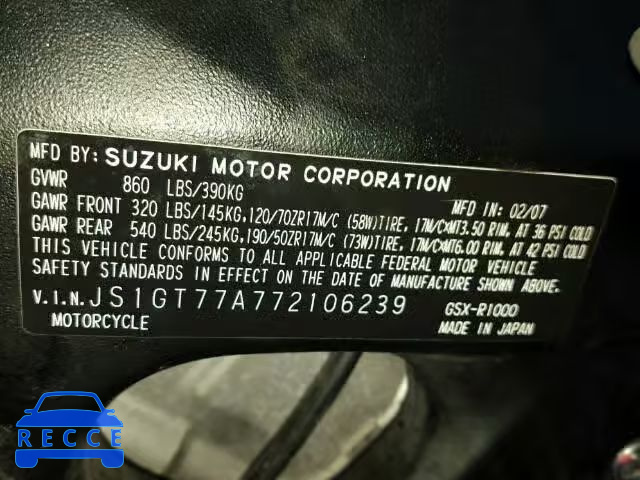 MFD BY: SUZUKI MOTOR CORPORATION
GVWR 860 LBS/390KG MFD IN: 02/07
GAWR FRONT 320 LBS/145KG,120/70ZR17M/C (58W)TIRE, 17M/C×MT3.50 RIM, AT 36 PSI COLD
GAWR REAR 540 LBS/245KG,190/50ZR17M/C (73W)TIRE, 17M/C×MT6.00 RIM, AT 42 PSI COLD
THIS VEHICLE CONFORMS TO ALL APPLICABLE FEDERAL MOTOR VEHICLE
SAFETY STANDARDS IN EFFECT ON THE DATE OF MANUFACTURE SHOWN ABOVE.
V.I.N. JS1GT77A772106239 GSX-R1000
MOTORCYCLE MADE IN JAPAN
RECCE